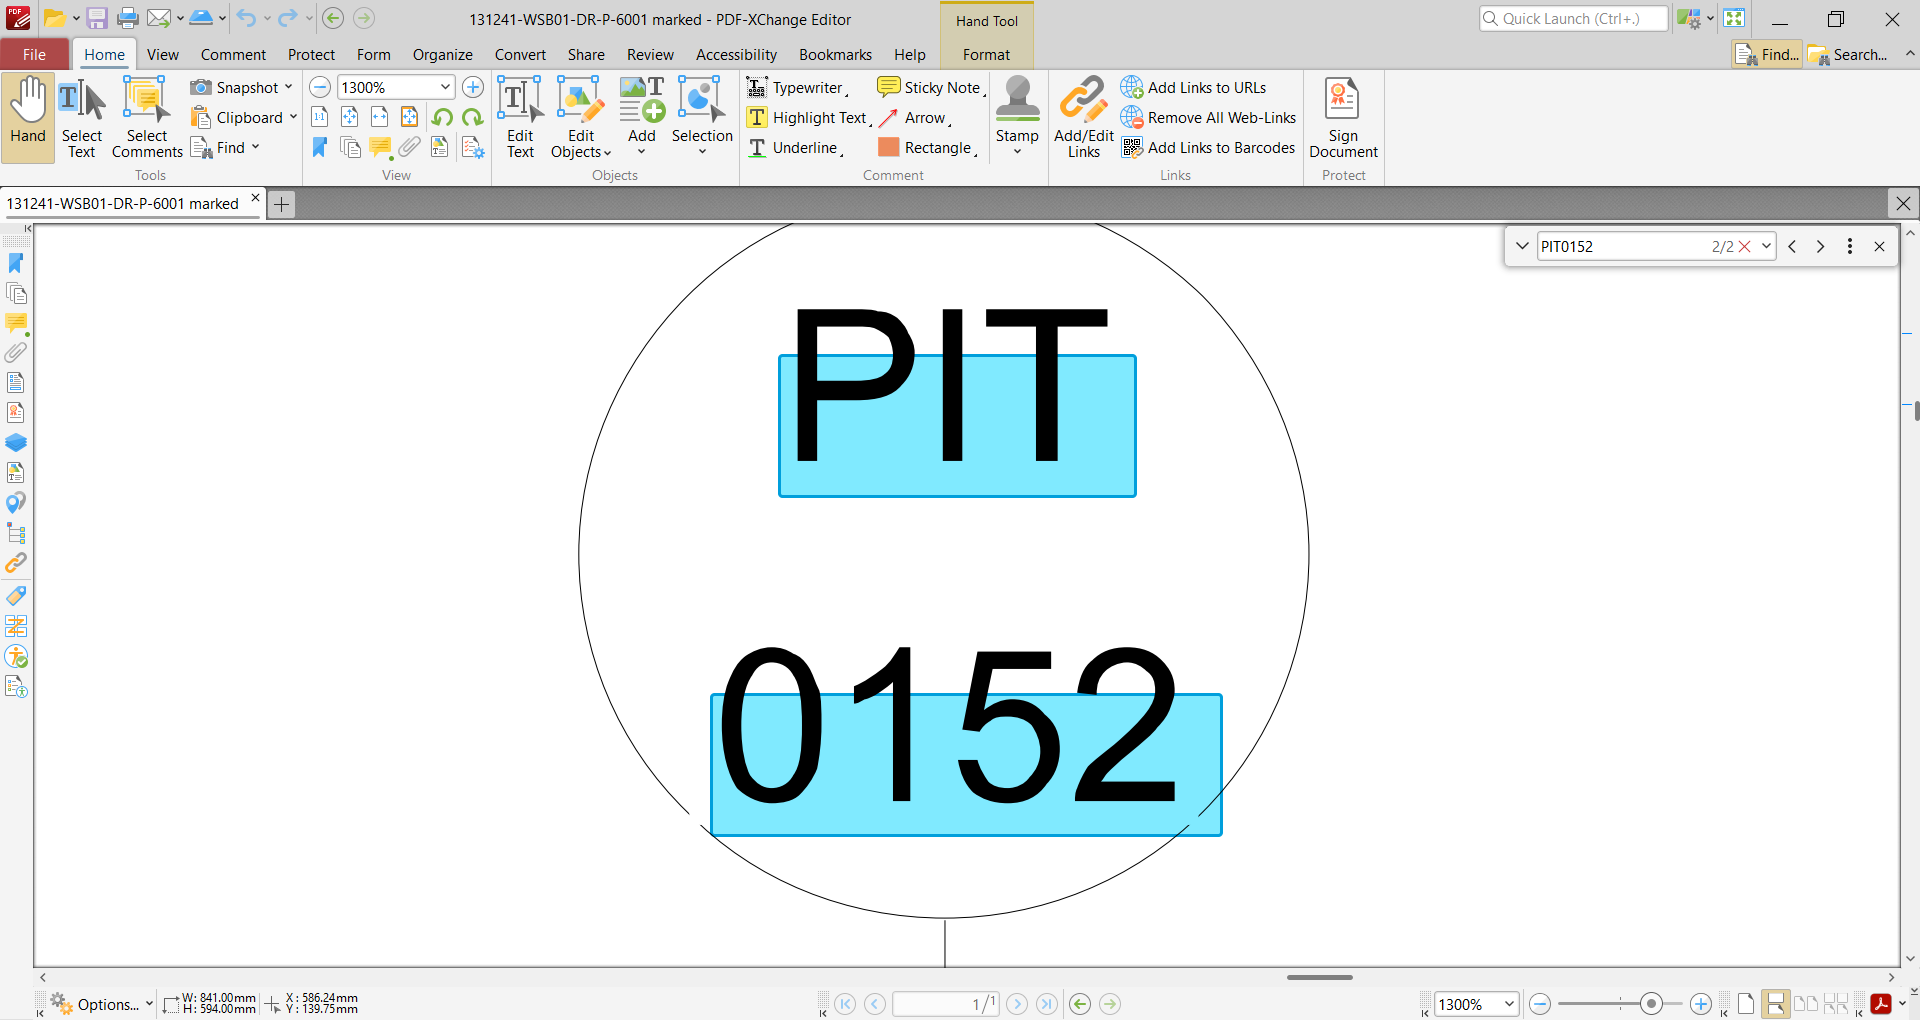 131241-WSB01-DR-P-6001 marked - PDF-XChange Editor
Hand Tool
Quick Launch (Ctrl+.)
File Home View Comment Protect Form Organize Convert Share Review Accessibility Bookmarks Help Format
Find... Search...
Hand
Select Text
Select Comments
Snapshot
Clipboard
Find
Tools
1300%
View
Edit Text
Edit Objects
Add
Selection
Objects
Typewriter
Highlight Text
Underline
Sticky Note
Arrow
Rectangle
Comment
Stamp
Add/Edit Links
Add Links to URLs
Remove All Web-Links
Add Links to Barcodes
Links
Sign Document
Protect
131241-WSB01-DR-P-6001 marked
PIT0152 2/2
PIT
0152
Options...
W: 841.00mm
H: 594.00mm
X: 586.24mm
Y: 139.75mm
1/1
1300%